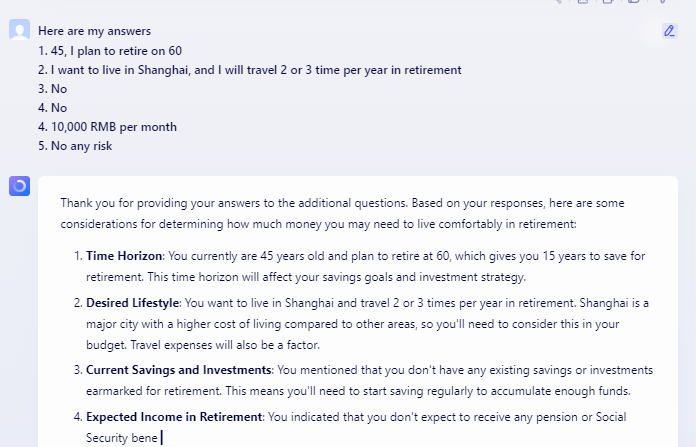 Here are my answers
1. 45, I plan to retire on 60
2. I want to live in Shanghai, and I will travel 2 or 3 time per year in retirement
3. No
4. No
4. 10,000 RMB per month
5. No any risk
Thank you for providing your answers to the additional questions. Based on your responses, here are some
considerations for determining how much money you may need to live comfortably in retirement:
1. Time Horizon: You currently are 45 years old and plan to retire at 60, which gives you 15 years to save for
retirement. This time horizon will affect your savings goals and investment strategy.
2. Desired Lifestyle: You want to live in Shanghai and travel 2 or 3 times per year in retirement. Shanghai is a
major city with a higher cost of living compared to other areas, so you'll need to consider this in your
budget. Travel expenses will also be a factor.
3. Current Savings and Investments: You mentioned that you don't have any existing savings or investments
earmarked for retirement. This means you'll need to start saving regularly to accumulate enough funds.
4. Expected Income in Retirement: You indicated that you don't expect to receive any pension or Social
Security bene